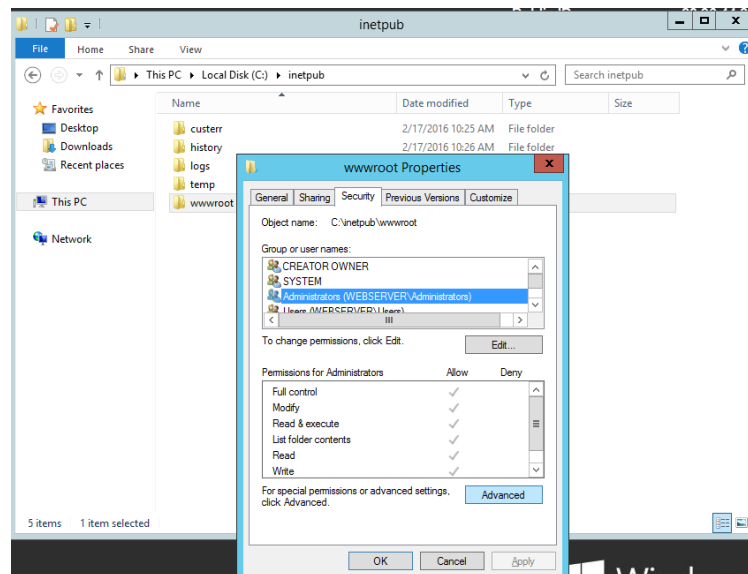 inetpub
File Home Share View
This PC Local Disk (C:) inetpub
Search inetpub
Favorites
Desktop
Downloads
Recent places
This PC
Network
Name Date modified Type Size
custerr 2/17/2016 10:25 AM File folder
history 2/17/2016 10:26 AM File folder
logs
temp
wwwroot
5 items 1 item selected
wwwroot Properties
General Sharing Security Previous Versions Customize
Object name: C:\inetpub\wwwroot
Group or user names:
CREATOR OWNER
SYSTEM
Administrators (WEBSERVER\Administrators)
Users (WEBSERVER\Users)
To change permissions, click Edit.
Edit...
Permissions for Administrators Allow Deny
Full control
Modify
Read & execute
List folder contents
Read
Write
For special permissions or advanced settings,
click Advanced.
Advanced
OK Cancel Apply